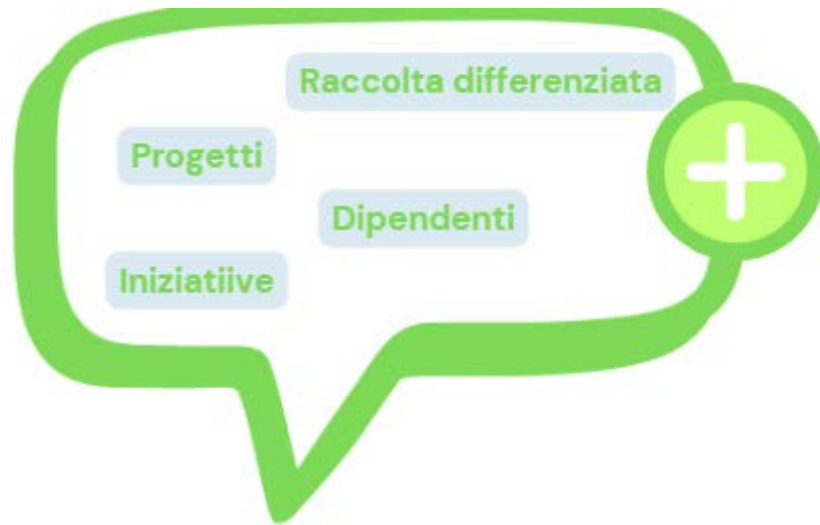 Raccolta differenziata
Progetti
Dipendenti
Iniziatiive